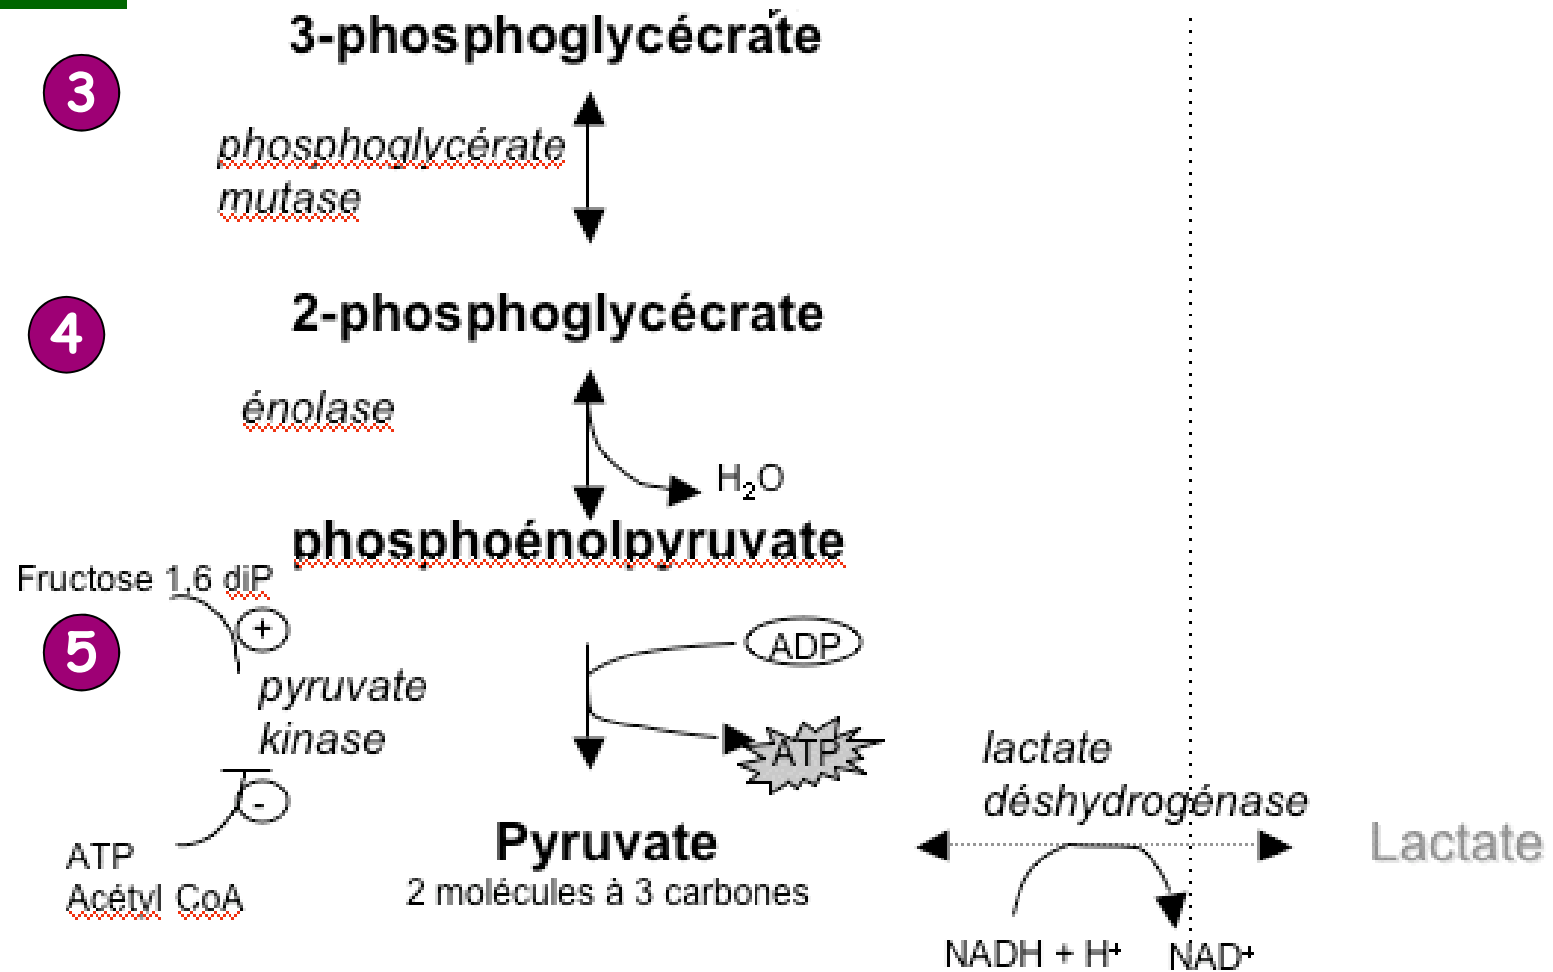 3-phosphoglycécrate
3
phosphoglycérate
mutase
2-phosphoglycécrate
4
énolase
H₂O
phosphoénolpyruvate
Fructose 1,6 diP
+
5
ADP
pyruvate
kinase
ATP
-
lactate
déshydrogénase
Pyruvate
Lactate
ATP
2 molécules à 3 carbones
Acétyl CoA
NADH + H⁺
NAD⁺